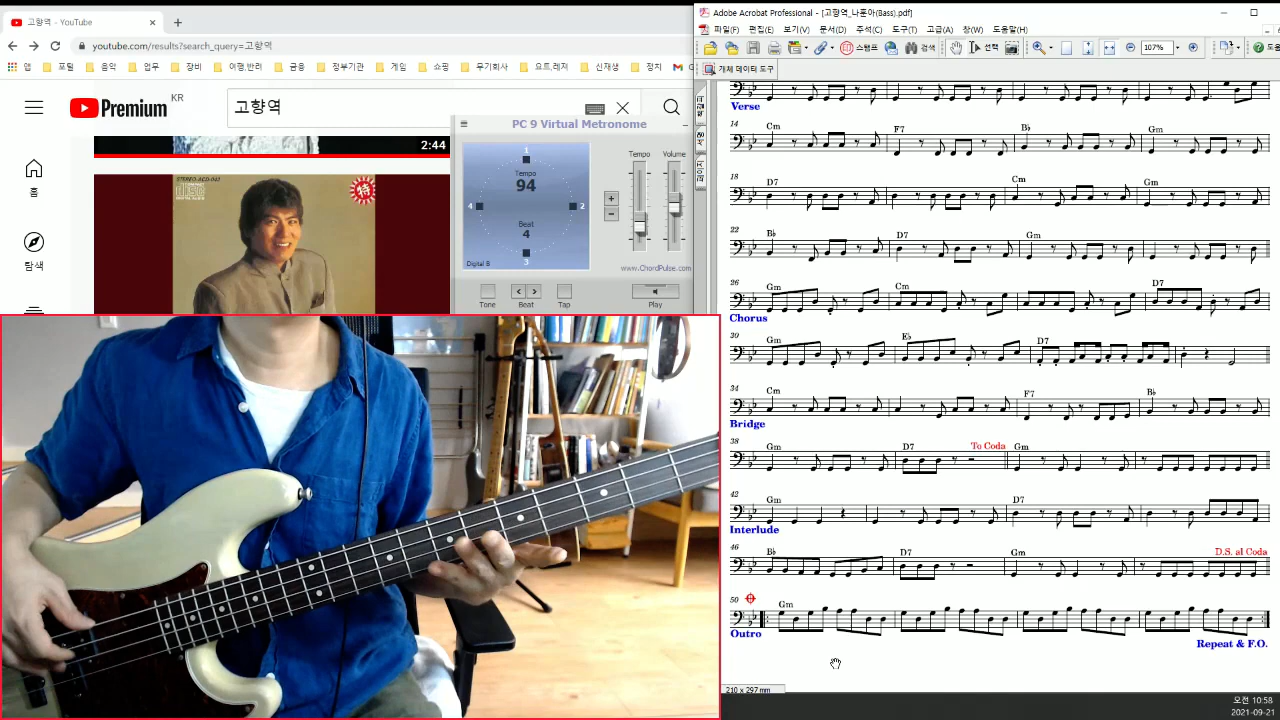 고향역 - YouTube
youtube.com/results?search_query=고향역
앱 포털 음악 업무 장비 여행,반리 금융 정부기관 게임 쇼핑 무기회사 요트,레저 신재생 정치
Premium KR
고향역
홈
탐색
2:44
STEREO·ACD-043
特
PC 9 Virtual Metronome
1
Tempo
94
4
2
Beat
4
3
Digital B
Tempo
Volume
www.ChordPulse.com
Tone
Beat
Tap
Play
Adobe Acrobat Professional - [고향역_나훈아(Bass).pdf]
파일(F) 편집(E) 보기(V) 문서(D) 주석(C) 도구(T) 고급(A) 창(W) 도움말(H)
스탬프
검색
선택
107%
개체 데이터 도구
Verse
14 Cm F7 B♭ Gm
18 D7 Cm Gm
22 B♭ D7 Gm
26 Gm Cm D7
Chorus
30 Gm E♭ D7
34 Cm F7 B♭
Bridge
38 Gm D7 To Coda Gm
42 Gm D7
Interlude
46 B♭ D7 Gm D.S. al Coda
50 Gm
Outro
Repeat & F.O.
210 x 297 mm
오전 10:58
2021-09-21